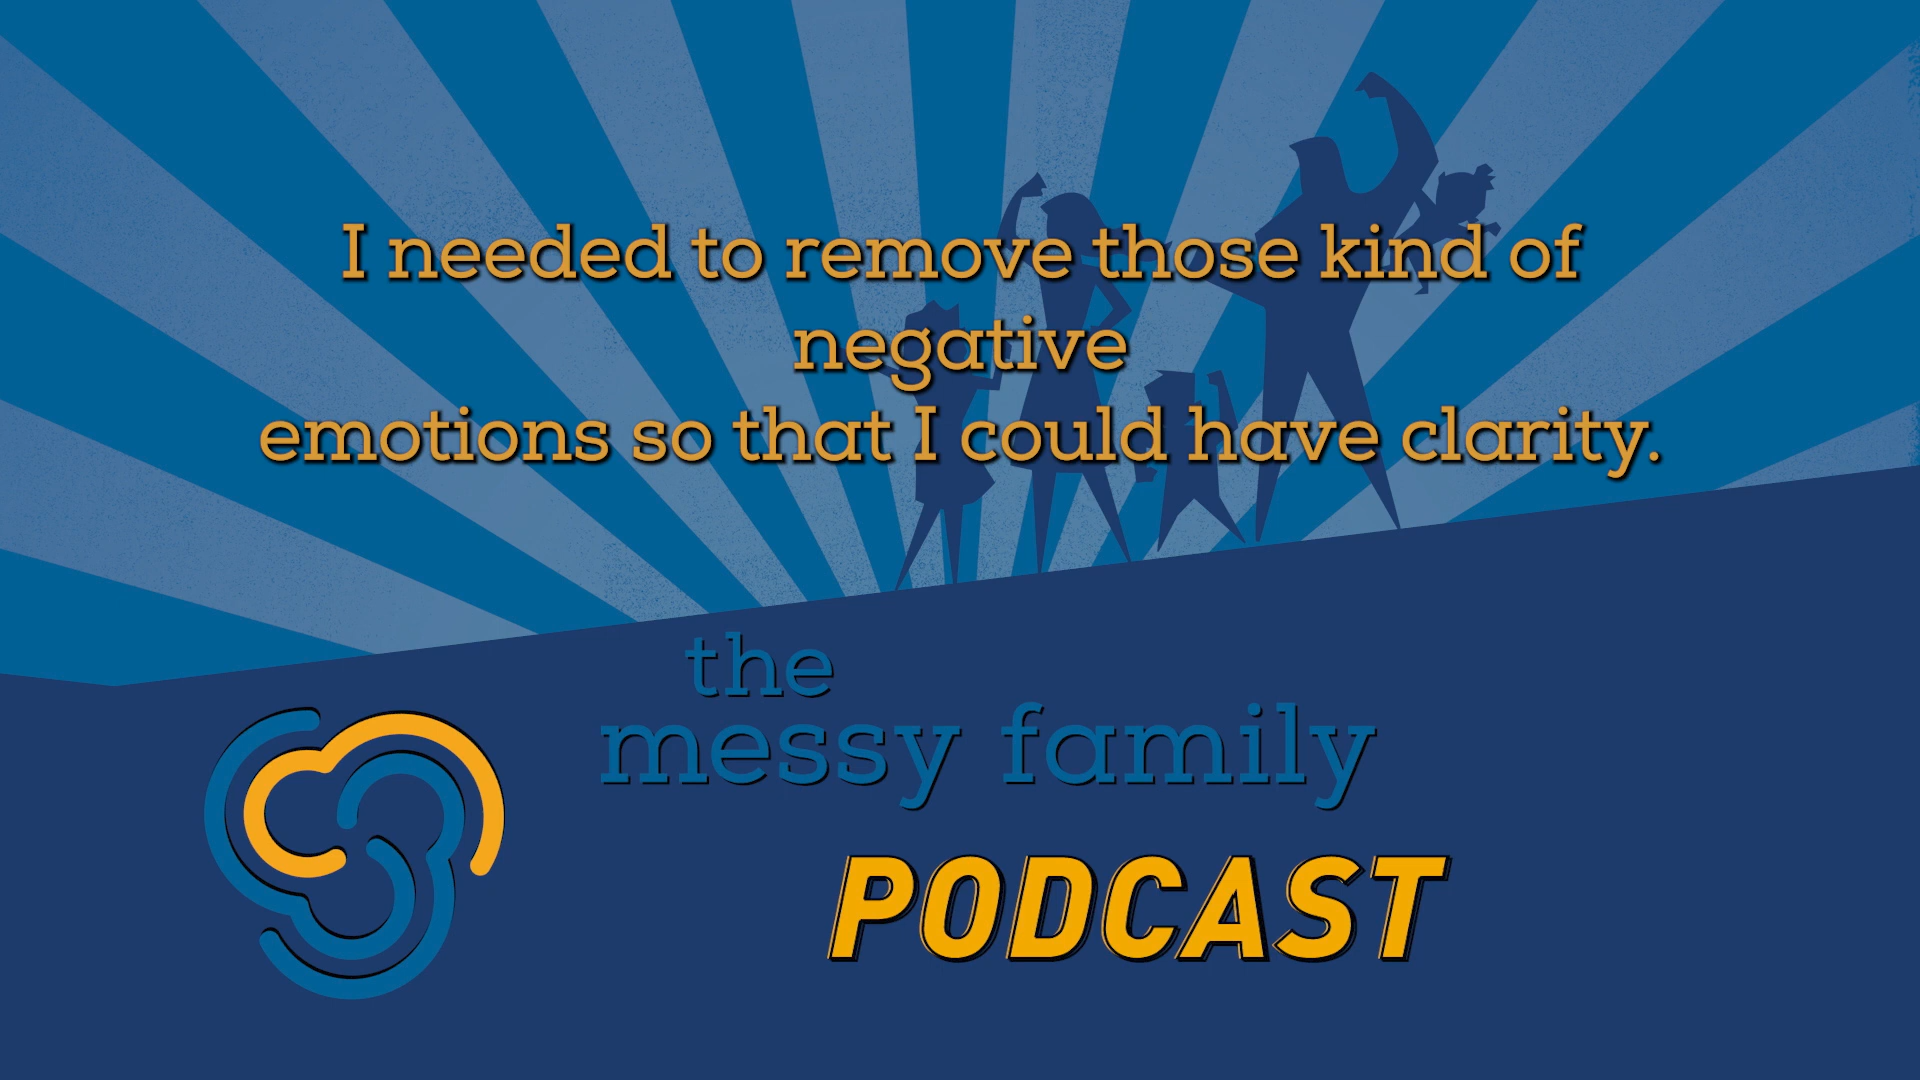 I needed to remove those kind of
negative
emotions so that I could have clarity.
the
messy family
PODCAST